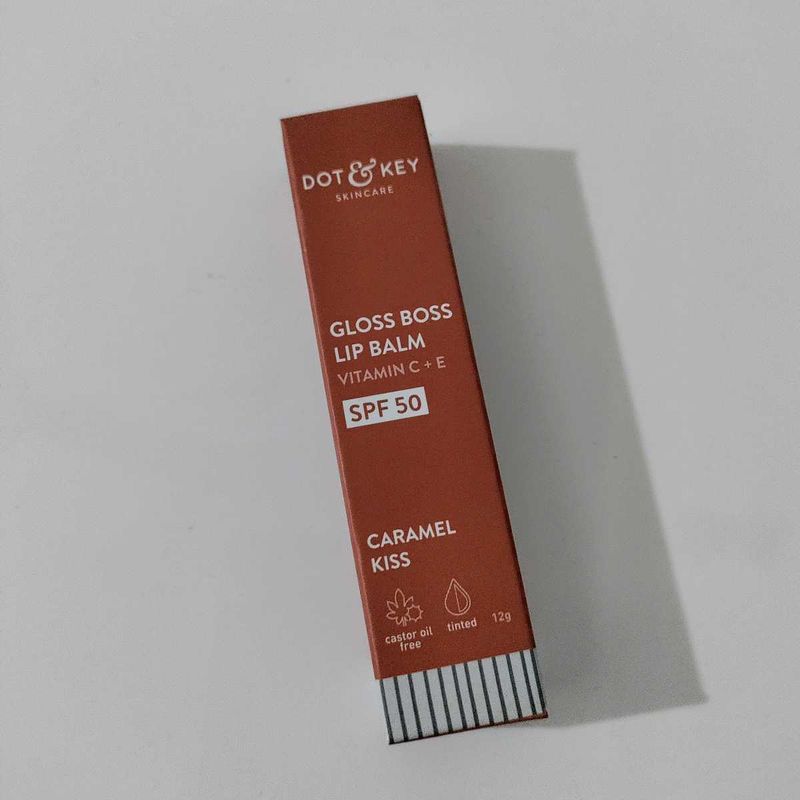 DOT & KEY
SKINCARE
GLOSS BOSS
LIP BALM
VITAMIN C + E
SPF 50
CARAMEL
KISS
castor oil
free
tinted
12g